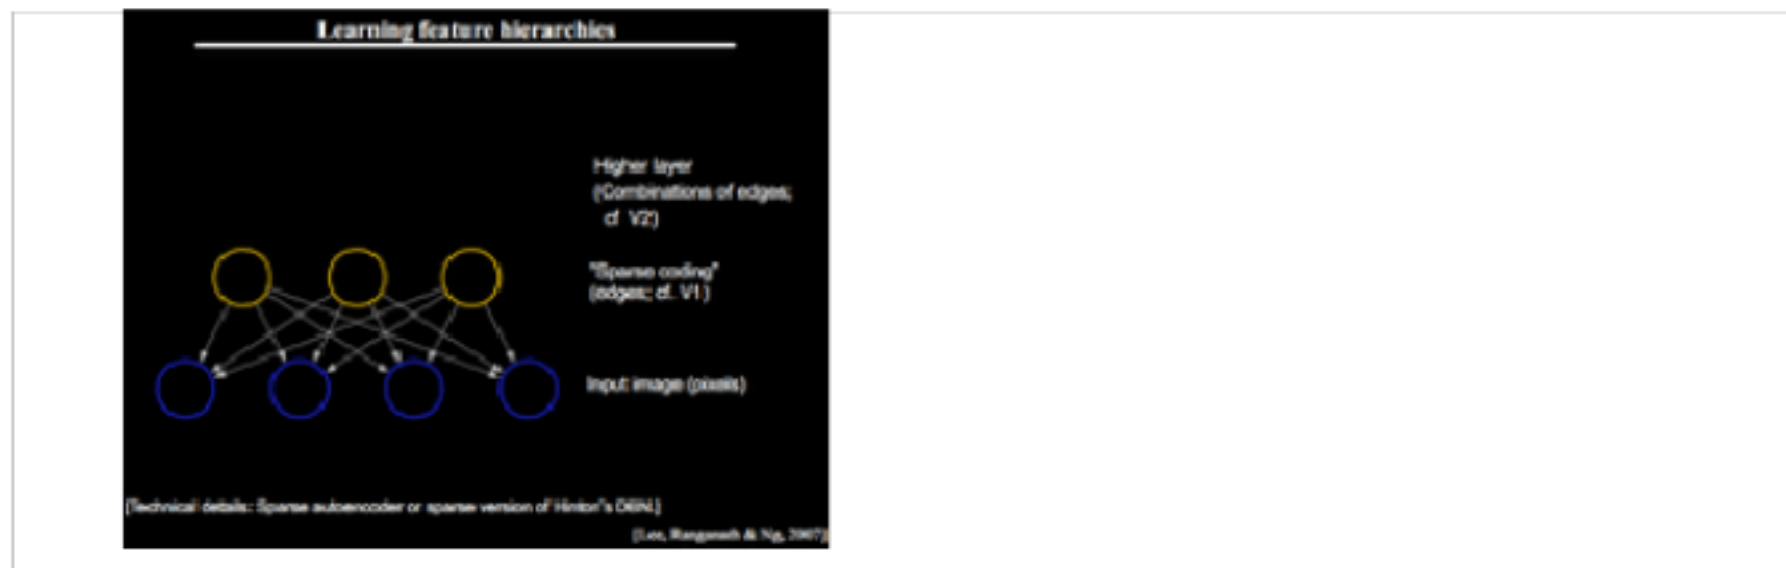 Learning feature hierarchies
Higher layer
(Combinations of edges;
cf V2)
"Sparse coding"
(edges; cf. V1)
Input image (pixels)
[Technical details: Sparse autoencoder or sparse version of Hinton's DBN.]
[Lee, Ranganath & Ng, 2007]